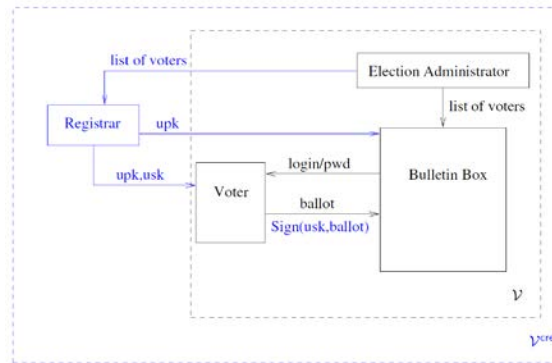 list of voters
Election Administrator
list of voters
Registrar
upk
upk,usk
login/pwd
Bulletin Box
Voter
ballot
Sign(usk,ballot)
𝒱